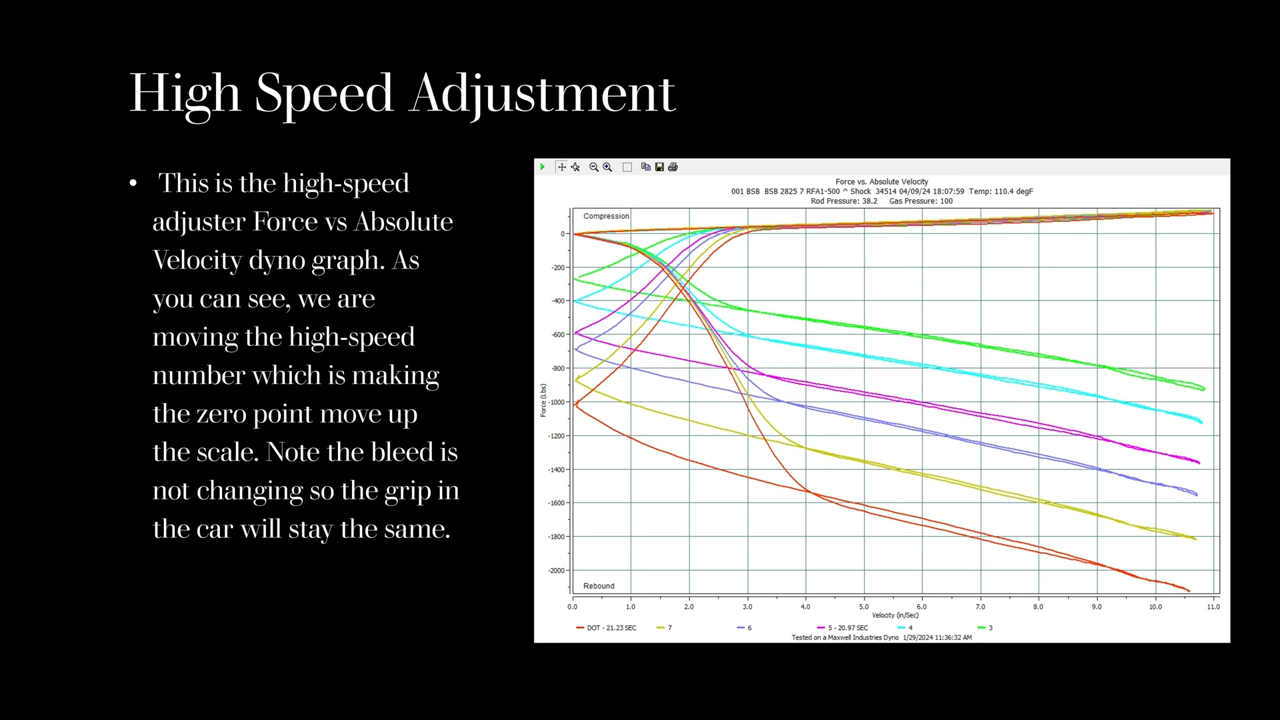 High Speed Adjustment
• This is the high-speed
adjuster Force vs Absolute
Velocity dyno graph. As
you can see, we are
moving the high-speed
number which is making
the zero point move up
the scale. Note the bleed is
not changing so the grip in
the car will stay the same.
Force vs. Absolute Velocity
001 BSB BSB 2825 7 RFA1-500 ^ Shock 34514 04/09/24 18:07:59 Temp: 110.4 degF
Rod Pressure: 38.2 Gas Pressure: 100
Compression
0
-200
-400
-600
-800
-1000
-1200
-1400
-1600
-1800
-2000
Force (Lbs)
Rebound
0.0 1.0 2.0 3.0 4.0 5.0 6.0 7.0 8.0 9.0 10.0 11.0
Velocity (in/Sec)
DOT - 21.23 SEC 7 6 5 - 20.97 SEC 4 3
Tested on a Maxwell Industries Dyno 1/29/2024 11:36:32 AM